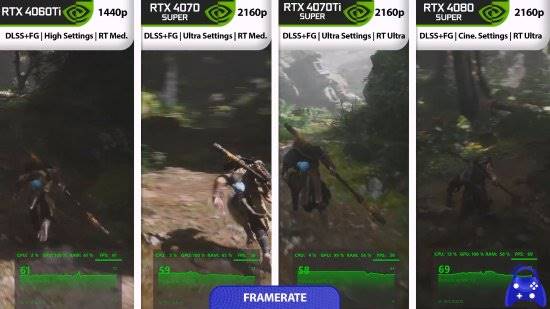 RTX 4060Ti 1440p
DLSS+FG | High Settings | RT Med.
RTX 4070 SUPER 2160p
DLSS+FG | Ultra Settings | RT Med.
RTX 4070Ti SUPER 2160p
DLSS+FG | Ultra Settings | RT Ultra
RTX 4080 SUPER 2160p
DLSS+FG | Cine. Settings | RT Ultra
61
59
58
69
FRAMERATE